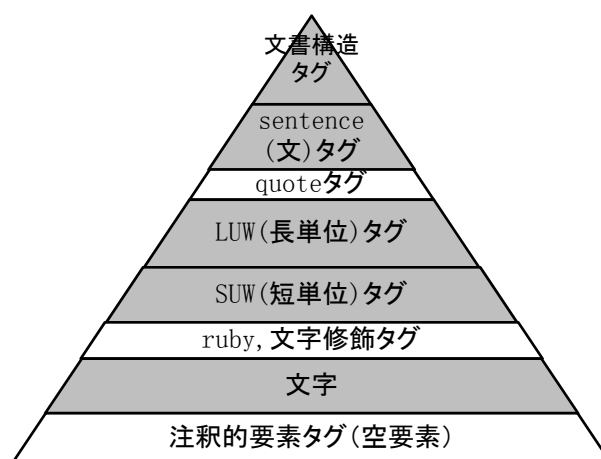 文書構造
タグ
sentence
(文)タグ
quoteタグ
LUW(長単位)タグ
SUW(短単位)タグ
ruby,文字修飾タグ
文字
注釈的要素タグ(空要素)